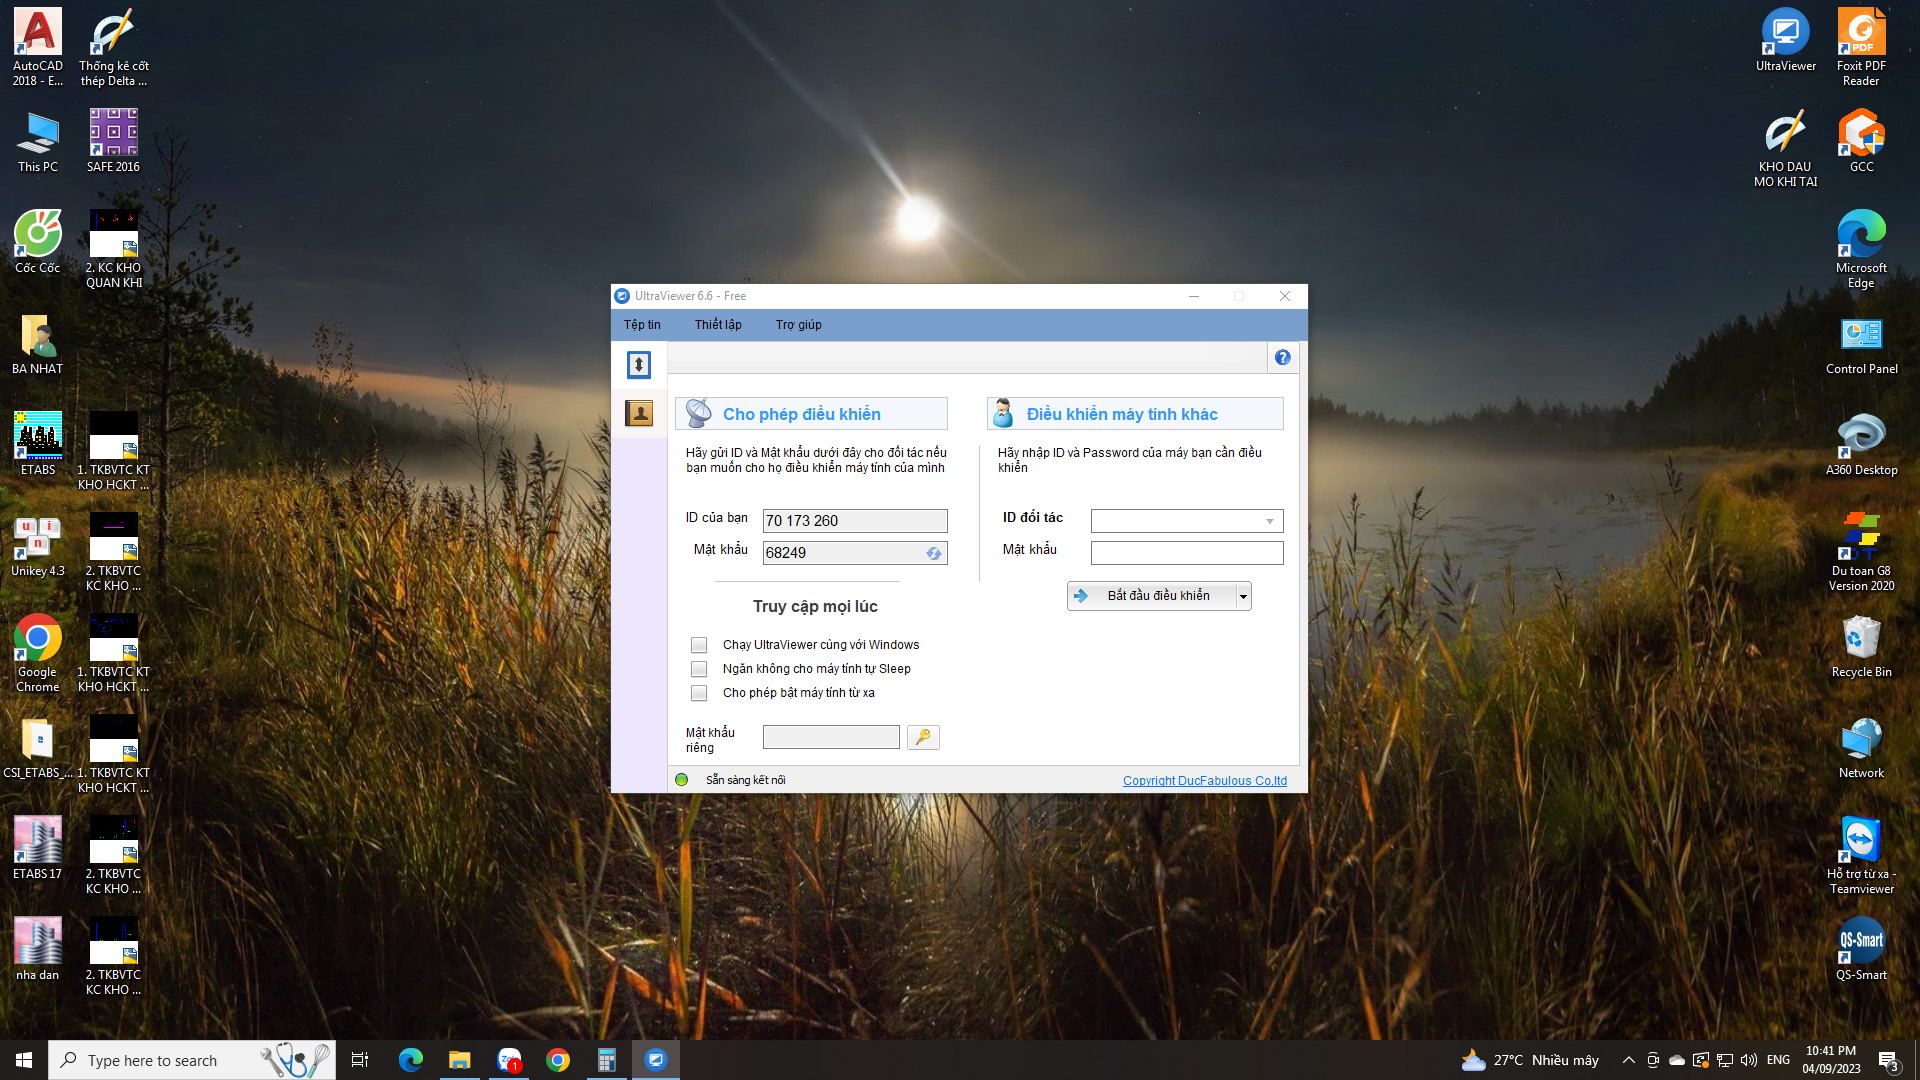 AutoCAD
2018 - E...
Thống kê cốt
thép Delta ...
This PC
SAFE 2016
Cốc Cốc
2. KC KHO
QUAN KHI
BA NHAT
ETABS
1. TKBVTC KT
KHO HCKT ...
Unikey 4.3
2. TKBVTC
KC KHO ...
Google
Chrome
1. TKBVTC KT
KHO HCKT ...
CSI_ETABS_...
1. TKBVTC KT
KHO HCKT ...
ETABS 17
2. TKBVTC
KC KHO ...
nha dan
2. TKBVTC
KC KHO ...
UltraViewer 6.6 - Free
Tệp tin
Thiết lập
Trợ giúp
Cho phép điều khiển
Hãy gửi ID và Mật khẩu dưới đây cho đối tác nếu
bạn muốn cho họ điều khiển máy tính của mình
ID của bạn
70 173 260
Mật khẩu
68249
Truy cập mọi lúc
Chạy UltraViewer cùng với Windows
Ngăn không cho máy tính tự Sleep
Cho phép bật máy tính từ xa
Mật khẩu
riêng
Điều khiển máy tính khác
Hãy nhập ID và Password của máy bạn cần điều
khiển
ID đối tác
Mật khẩu
Bắt đầu điều khiển
Sẵn sàng kết nối
Copyright DucFabulous Co,ltd
UltraViewer
PDF
Foxit PDF
Reader
KHO DAU
MO KHI TAI
GCC
Microsoft
Edge
Control Panel
A360 Desktop
DT
Du toan G8
Version 2020
Recycle Bin
Network
Hỗ trợ từ xa -
Teamviewer
QS-Smart
QS-Smart
Type here to search
Zalo
1
27°C Nhiều mây
ENG
10:41 PM
04/09/2023
3